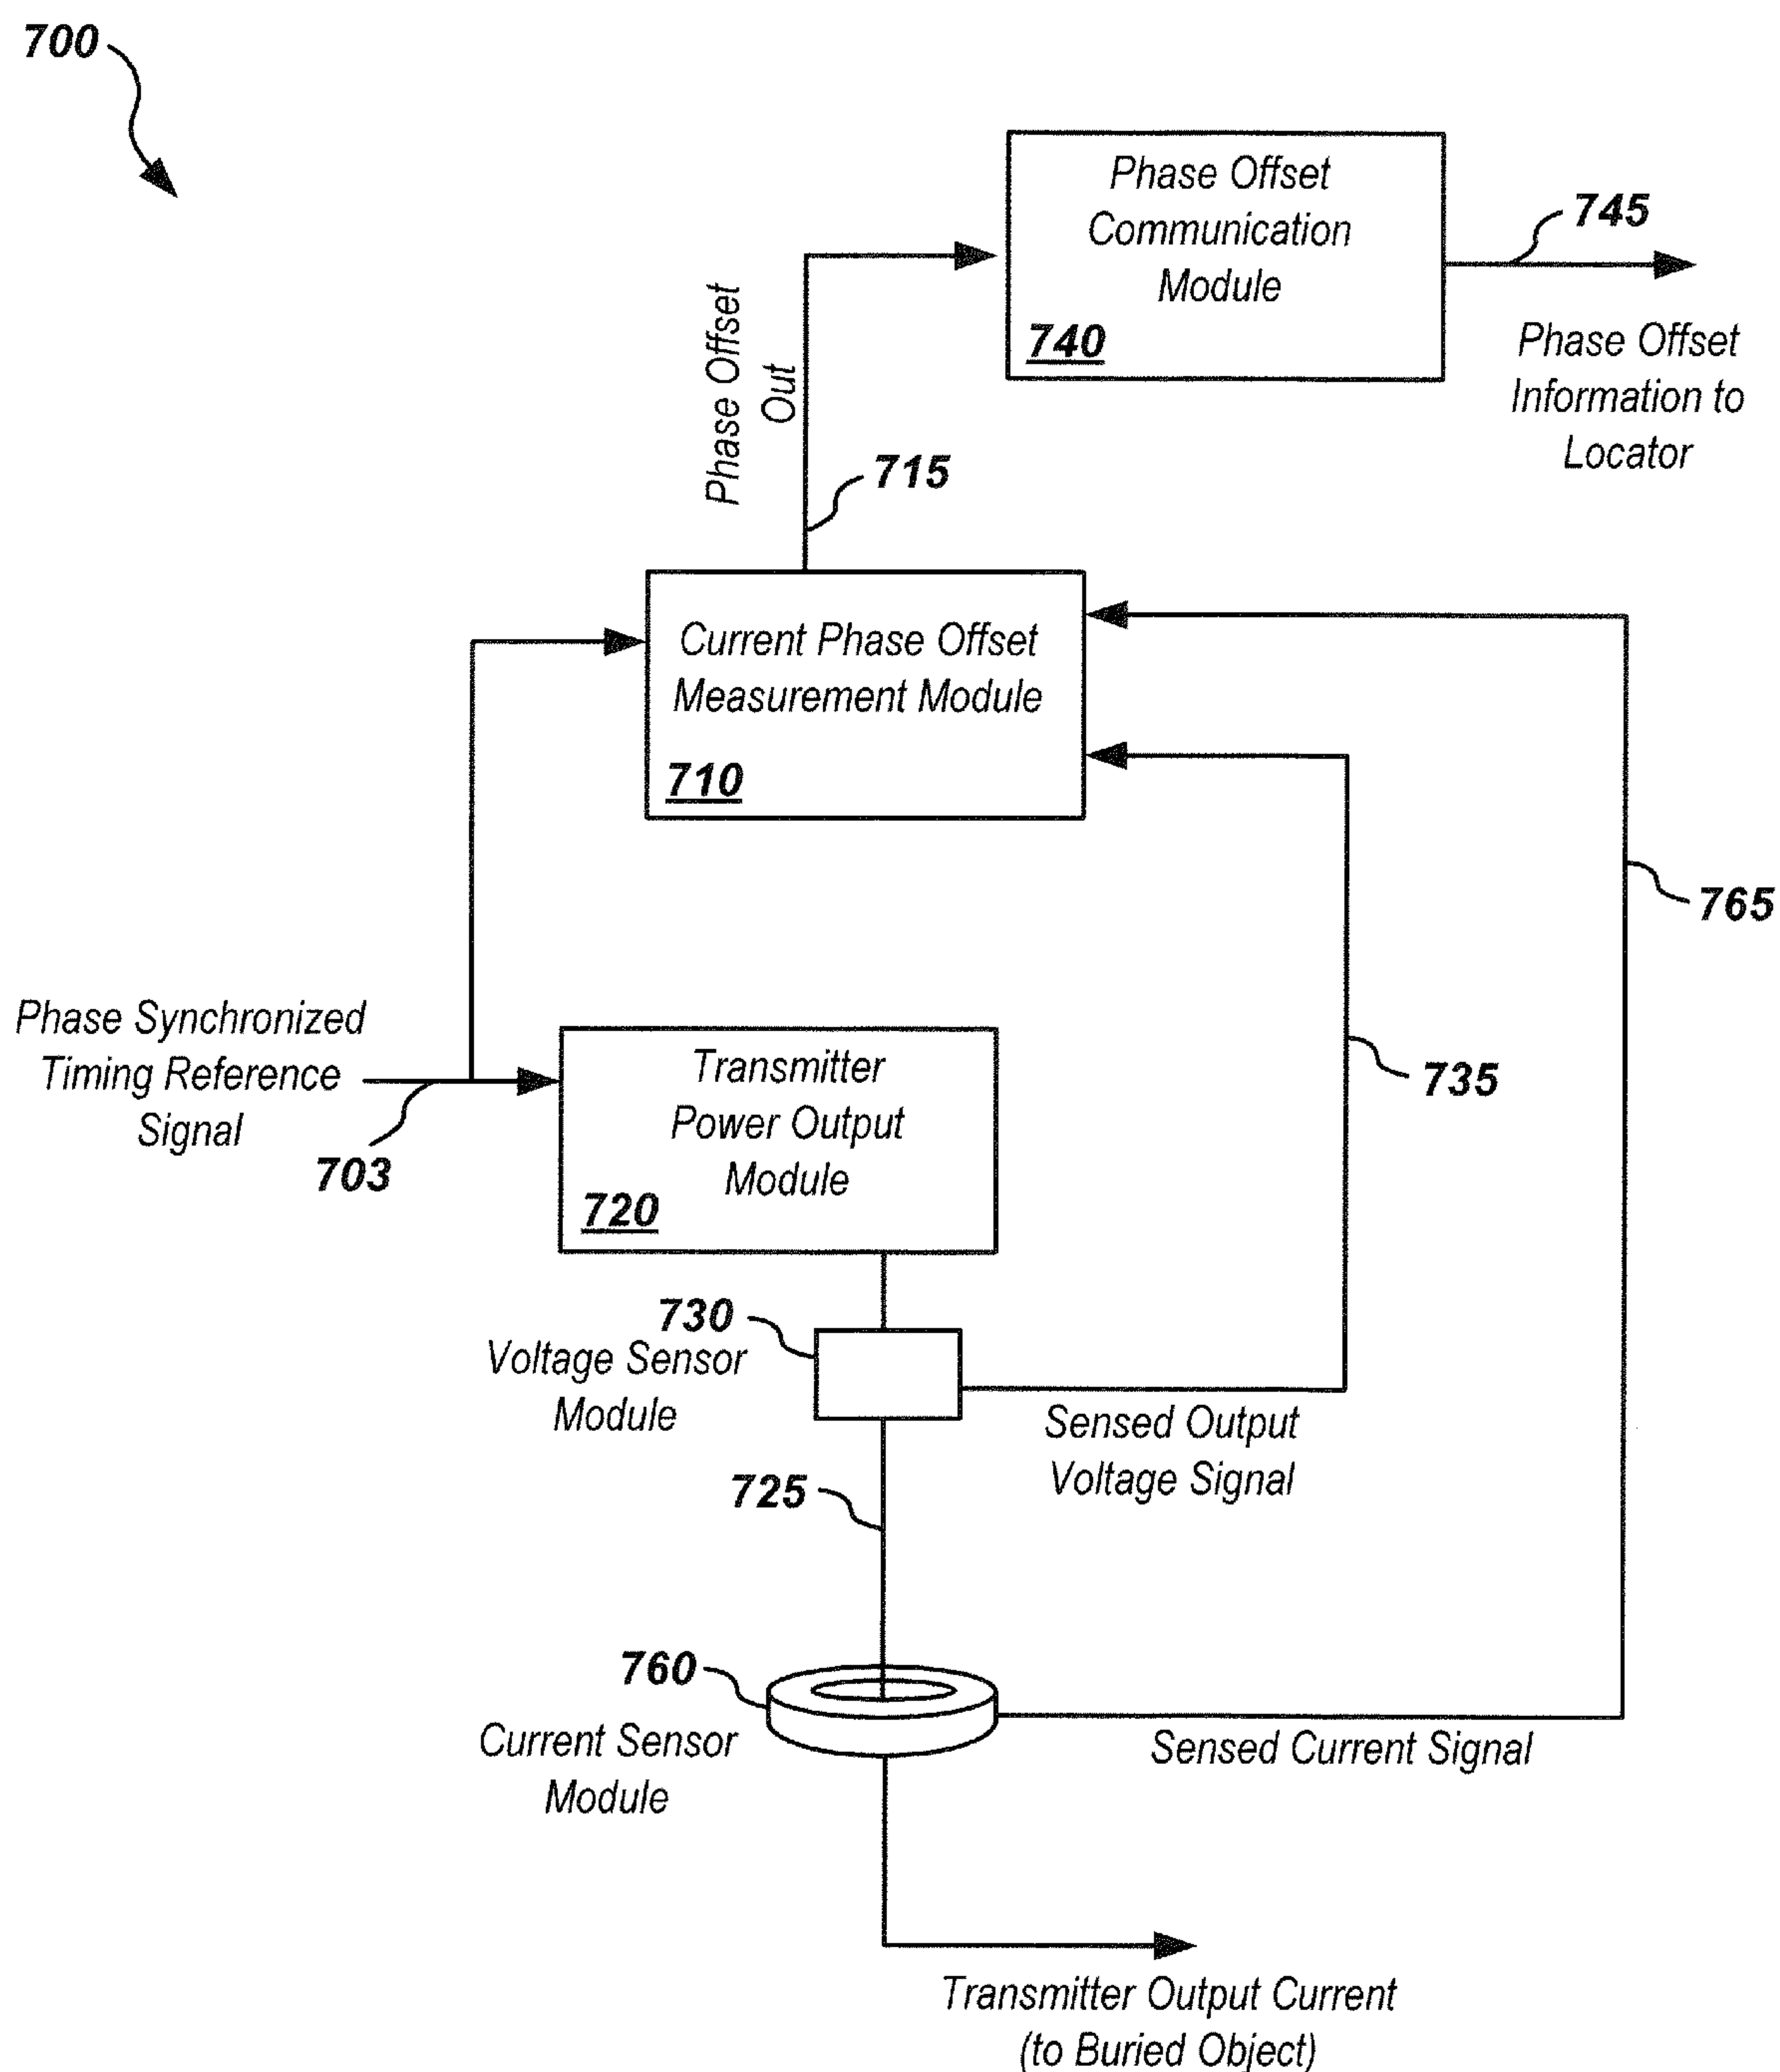 700
Phase Offset
Communication
Module
740
745
Phase Offset
Information to
Locator
Phase Offset
Out
715
Current Phase Offset
Measurement Module
710
765
735
Phase Synchronized
Timing Reference
Signal
703
Transmitter
Power Output
Module
720
730
Voltage Sensor
Module
Sensed Output
Voltage Signal
725
760
Current Sensor
Module
Sensed Current Signal
Transmitter Output Current
(to Buried Object)